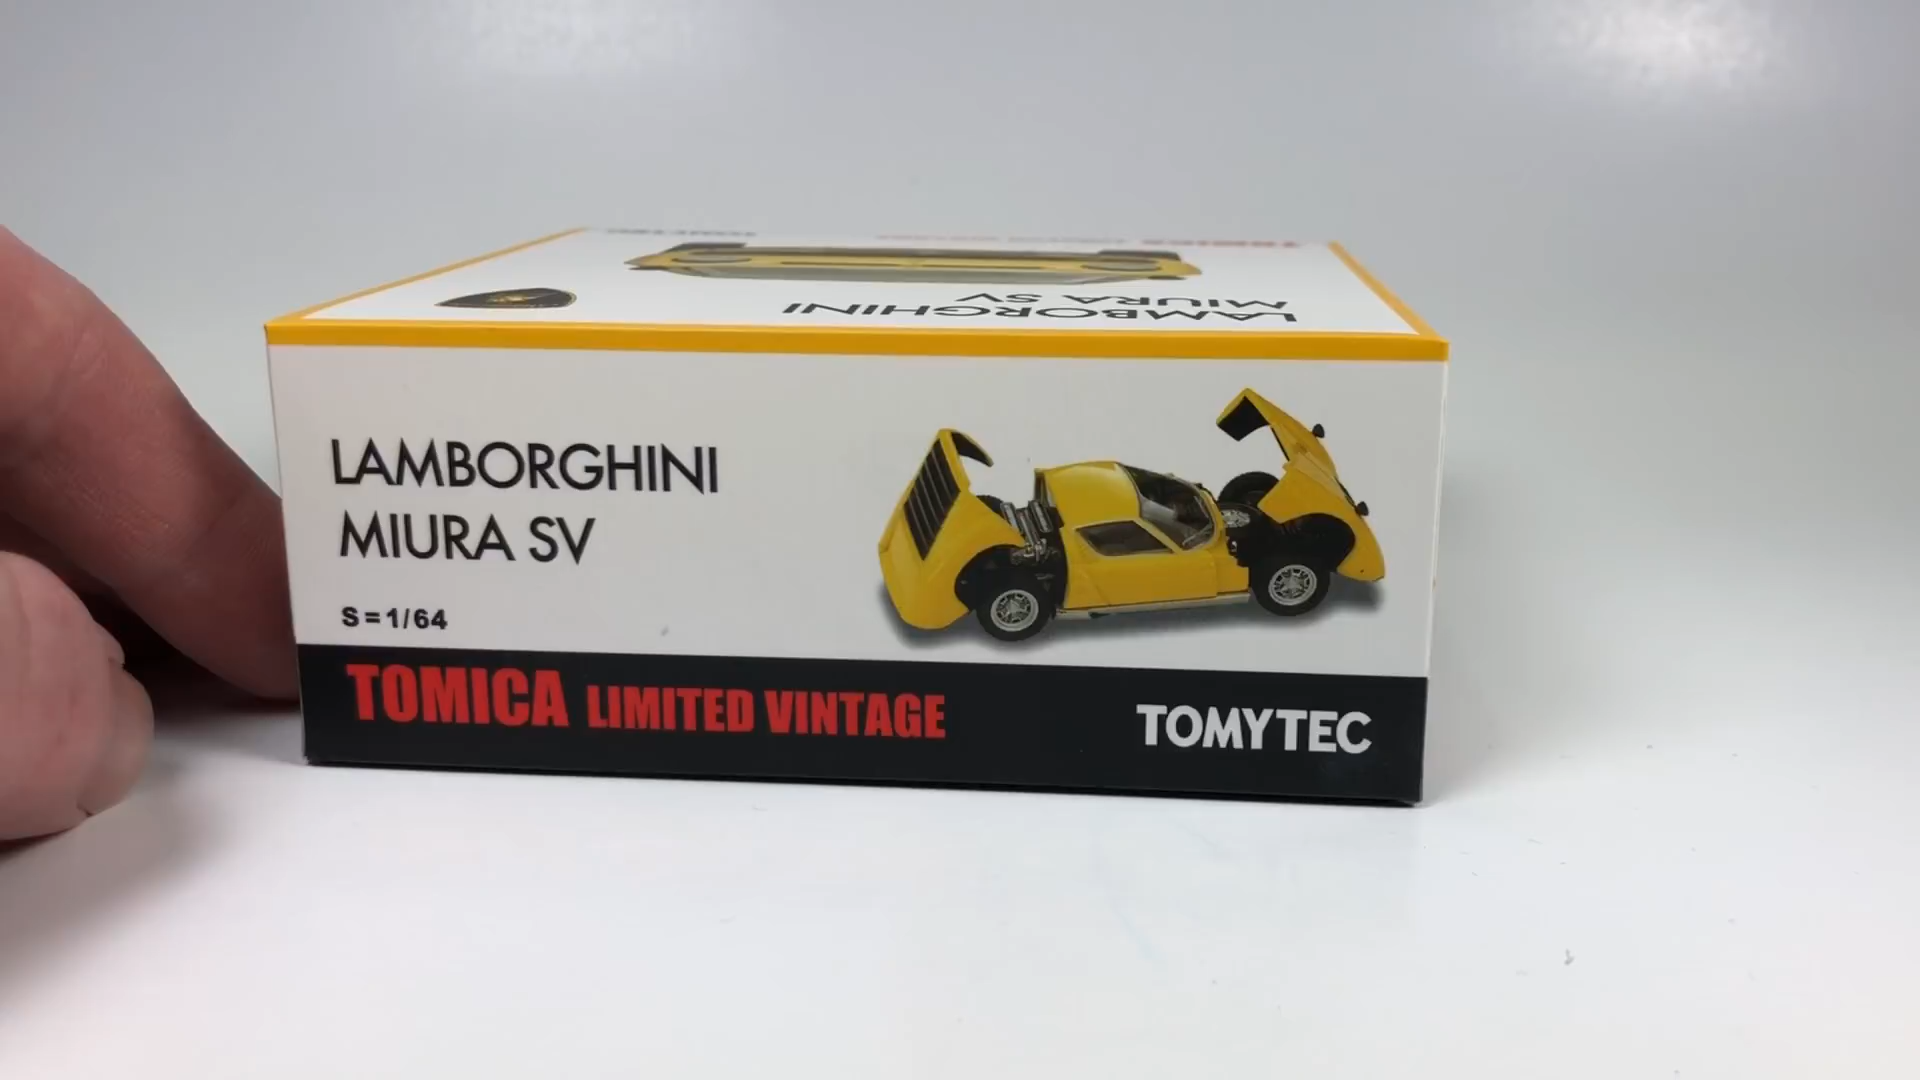 LAMBORGHINI
MIURA SV
LAMBORGHINI
MIURA SV
S=1/64
TOMICA LIMITED VINTAGE
TOMYTEC